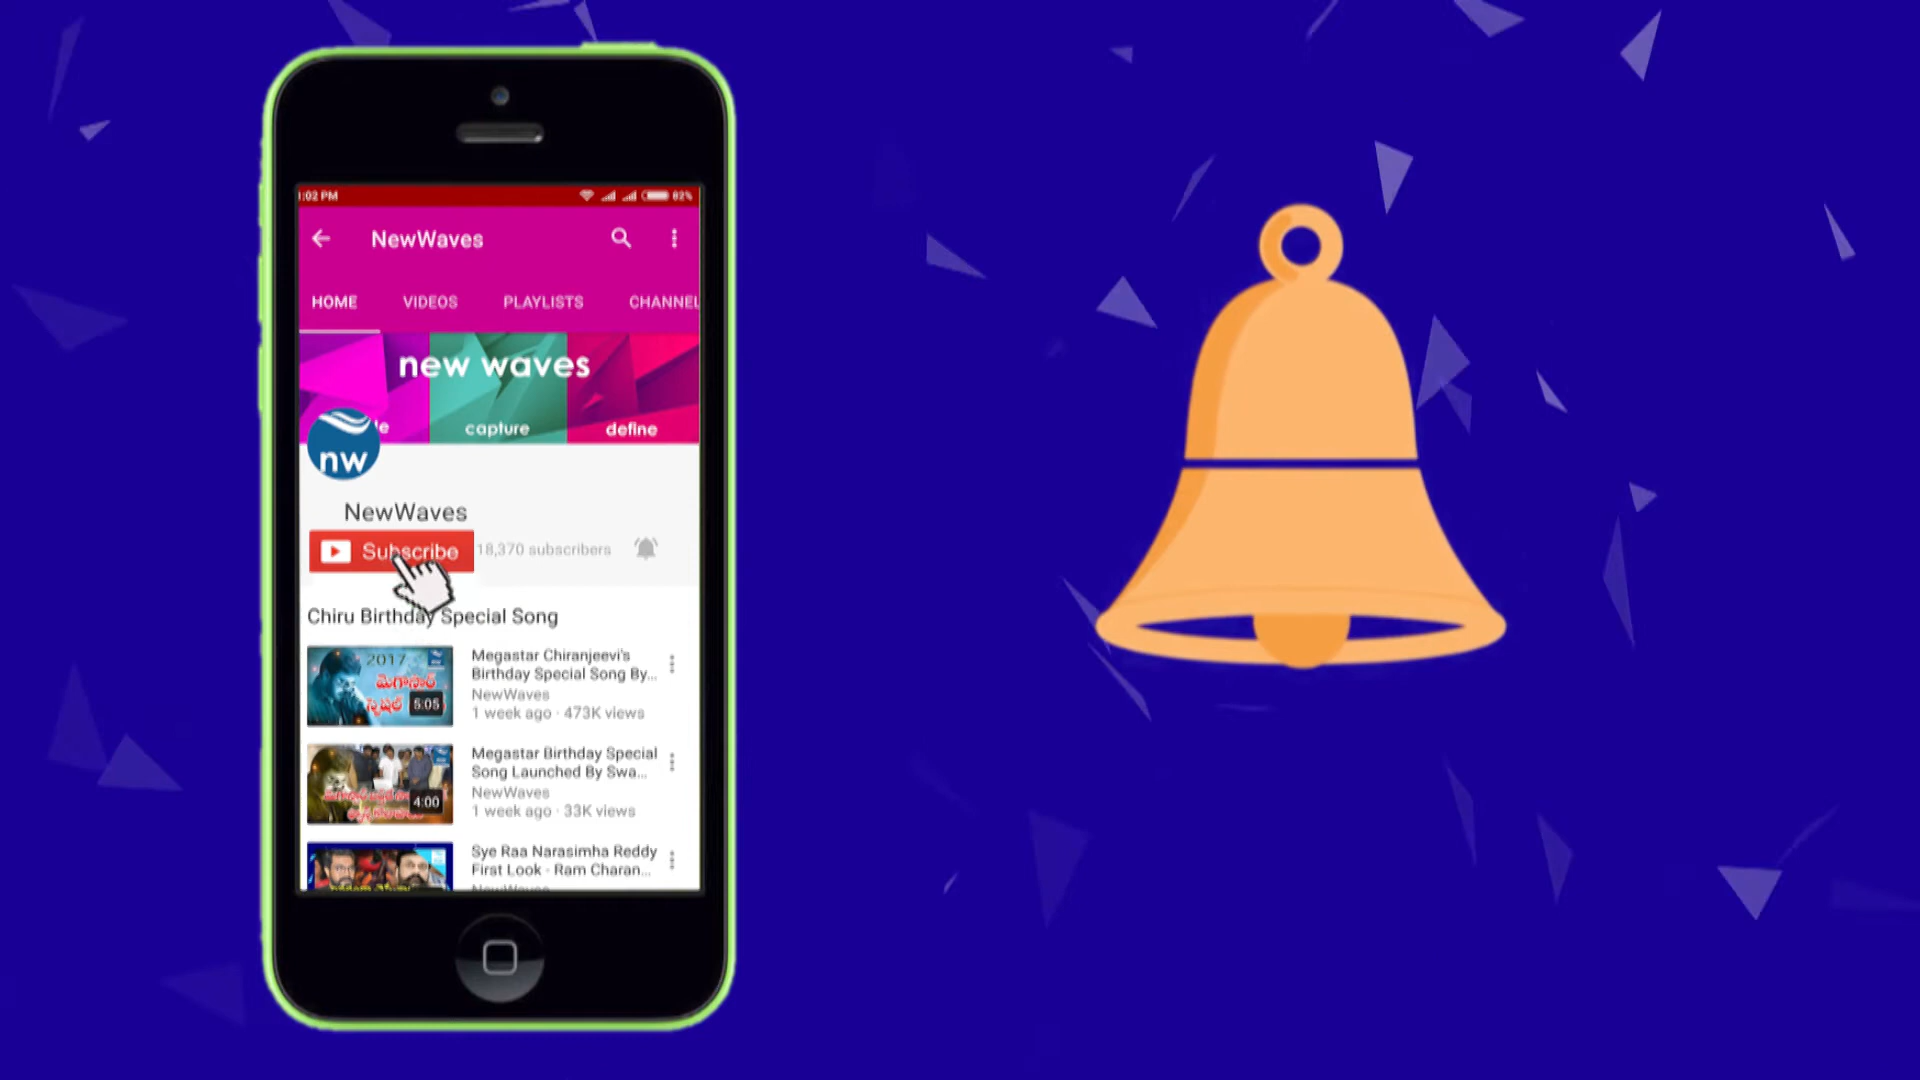 1:02 PM 82%
NewWaves
HOME VIDEOS PLAYLISTS CHANNEL
new waves
capture define
nw
NewWaves
Subscribe 18,370 subscribers
Chiru Birthday Special Song
2017
మెగాస్టార్
స్పెషల్
5:05
Megastar Chiranjeevi's
Birthday Special Song By...
NewWaves
1 week ago · 473K views
4:00
Megastar Birthday Special
Song Launched By Swa...
NewWaves
1 week ago · 33K views
Sye Raa Narasimha Reddy
First Look - Ram Charan...
NewWaves